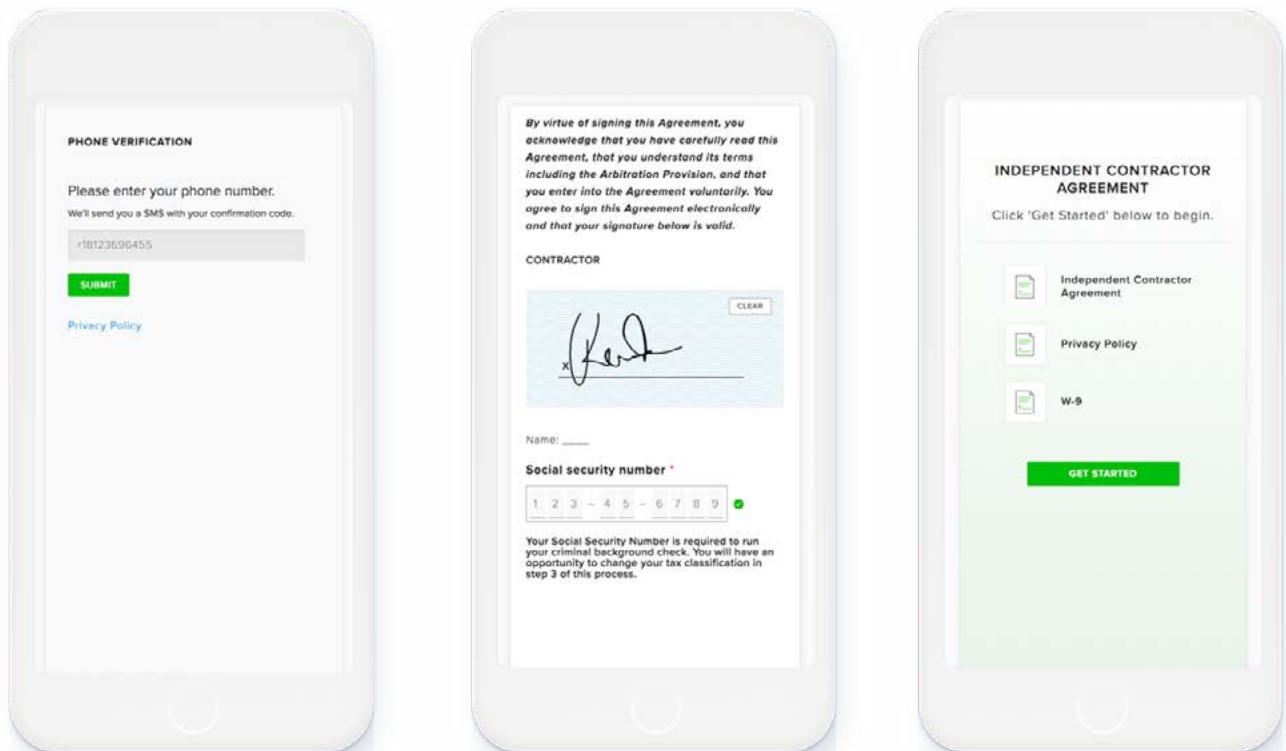 PHONE VERIFICATION
Please enter your phone number.
We'll send you a SMS with your confirmation code.
+18123696455
SUBMIT
Privacy Policy
By virtue of signing this Agreement, you
acknowledge that you have carefully read this
Agreement, that you understand its terms
including the Arbitration Provision, and that
you enter into the Agreement voluntarily. You
agree to sign this Agreement electronically
and that your signature below is valid.
CONTRACTOR
CLEAR
x
Name: ____
Social security number *
1 2 3 – 4 5 – 6 7 8 9
Your Social Security Number is required to run
your criminal background check. You will have an
opportunity to change your tax classification in
step 3 of this process.
INDEPENDENT CONTRACTOR
AGREEMENT
Click 'Get Started' below to begin.
Independent Contractor
Agreement
Privacy Policy
W-9
GET STARTED